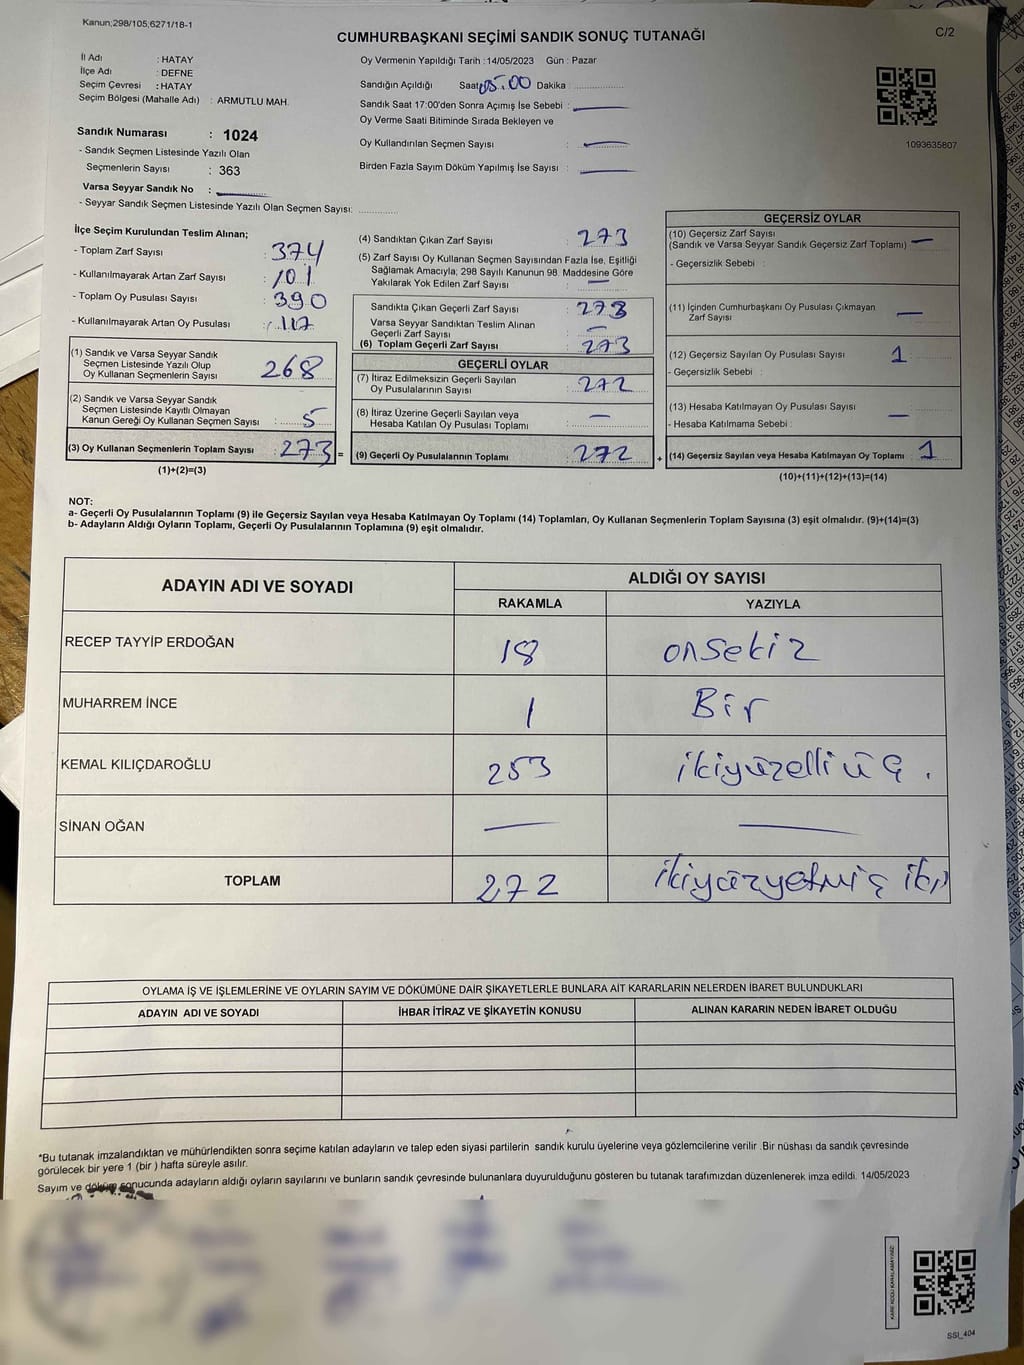 Kanun;298/105,6271/18-1
C/2
CUMHURBAŞKANI SEÇİMİ SANDIK SONUÇ TUTANAĞI
İl Adı : HATAY
İlçe Adı : DEFNE
Seçim Çevresi : HATAY
Seçim Bölgesi (Mahalle Adı) : ARMUTLU MAH.
Sandık Numarası : 1024
- Sandık Seçmen Listesinde Yazılı Olan
Seçmenlerin Sayısı : 363
Varsa Seyyar Sandık No :
- Seyyar Sandık Seçmen Listesinde Yazılı Olan Seçmen Sayısı:
Oy Vermenin Yapıldığı Tarih : 14/05/2023 Gün : Pazar
Sandığın Açıldığı Saat 05.00 Dakika :
Sandık Saat 17:00'den Sonra Açımış İse Sebebi :
Oy Verme Saati Bitiminde Sırada Bekleyen ve
Oy Kullandırılan Seçmen Sayısı :
Birden Fazla Sayım Döküm Yapılmış İse Sayısı :
1093635807
İlçe Seçim Kurulundan Teslim Alınan;
- Toplam Zarf Sayısı : 374
- Kullanılmayarak Artan Zarf Sayısı : 101
- Toplam Oy Pusulası Sayısı : 390
- Kullanılmayarak Artan Oy Pusulası : 117
(1) Sandık ve Varsa Seyyar Sandık
Seçmen Listesinde Yazılı Olup
Oy Kullanan Seçmenlerin Sayısı 268
(2) Sandık ve Varsa Seyyar Sandık
Seçmen Listesinde Kayıtlı Olmayan
Kanun Gereği Oy Kullanan Seçmen Sayısı : 5
(3) Oy Kullanan Seçmenlerin Toplam Sayısı : 273 =
(1)+(2)=(3)
(4) Sandıktan Çıkan Zarf Sayısı : 273
(5) Zarf Sayısı Oy Kullanan Seçmen Sayısından Fazla İse, Eşitliği
Sağlamak Amacıyla; 298 Sayılı Kanunun 98. Maddesine Göre
Yakılarak Yok Edilen Zarf Sayısı : —
Sandıkta Çıkan Geçerli Zarf Sayısı : 273
Varsa Seyyar Sandıktan Teslim Alınan
Geçerli Zarf Sayısı : —
(6) Toplam Geçerli Zarf Sayısı : 273
GEÇERLİ OYLAR
(7) İtiraz Edilmeksizin Geçerli Sayılan
Oy Pusulalarının Sayısı : 272
(8) İtiraz Üzerine Geçerli Sayılan veya
Hesaba Katılan Oy Pusulası Toplamı : —
(9) Geçerli Oy Pusulalarının Toplamı : 272 +
GEÇERSİZ OYLAR
(10) Geçersiz Zarf Sayısı
(Sandık ve Varsa Seyyar Sandık Geçersiz Zarf Toplamı) : —
- Geçersizlik Sebebi :
(11) İçinden Cumhurbaşkanı Oy Pusulası Çıkmayan
Zarf Sayısı : —
(12) Geçersiz Sayılan Oy Pusulası Sayısı : 1
- Geçersizlik Sebebi :
(13) Hesaba Katılmayan Oy Pusulası Sayısı : —
- Hesaba Katılmama Sebebi :
(14) Geçersiz Sayılan veya Hesaba Katılmayan Oy Toplamı : 1
(10)+(11)+(12)+(13)=(14)
NOT:
a- Geçerli Oy Pusulalarının Toplamı (9) ile Geçersiz Sayılan veya Hesaba Katılmayan Oy Toplamı (14) Toplamları, Oy Kullanan Seçmenlerin Toplam Sayısına (3) eşit olmalıdır. (9)+(14)=(3)
b- Adayların Aldığı Oyların Toplamı, Geçerli Oy Pusulalarının Toplamına (9) eşit olmalıdır.
ADAYIN ADI VE SOYADI
ALDIĞI OY SAYISI
RAKAMLA YAZIYLA
RECEP TAYYİP ERDOĞAN 18 onsekiz
MUHARREM İNCE 1 Bir
KEMAL KILIÇDAROĞLU 253 ikiyüzelli üç .
SİNAN OĞAN — —
TOPLAM 272 ikiyüzyetmiş iki
OYLAMA İŞ VE İŞLEMLERİNE VE OYLARIN SAYIM VE DÖKÜMÜNE DAİR ŞİKAYETLERLE BUNLARA AİT KARARLARIN NELERDEN İBARET BULUNDUKLARI
ADAYIN ADI VE SOYADI İHBAR İTİRAZ VE ŞİKAYETİN KONUSU ALINAN KARARIN NEDEN İBARET OLDUĞU
*Bu tutanak imzalandıktan ve mühürlendikten sonra seçime katılan adayların ve talep eden siyasi partilerin sandık kurulu üyelerine veya gözlemcilerine verilir .Bir nüshası da sandık çevresinde
görülecek bir yere 1 (bir ) hafta süreyle asılır.
Sayım ve döküm sonucunda adayların aldığı oyların sayılarını ve bunların sandık çevresinde bulunanlara duyurulduğunu gösteren bu tutanak tarafımızdan düzenlenerek imza edildi. 14/05/2023
KARE KODU KARALAMAYINIZ!
SSI_404